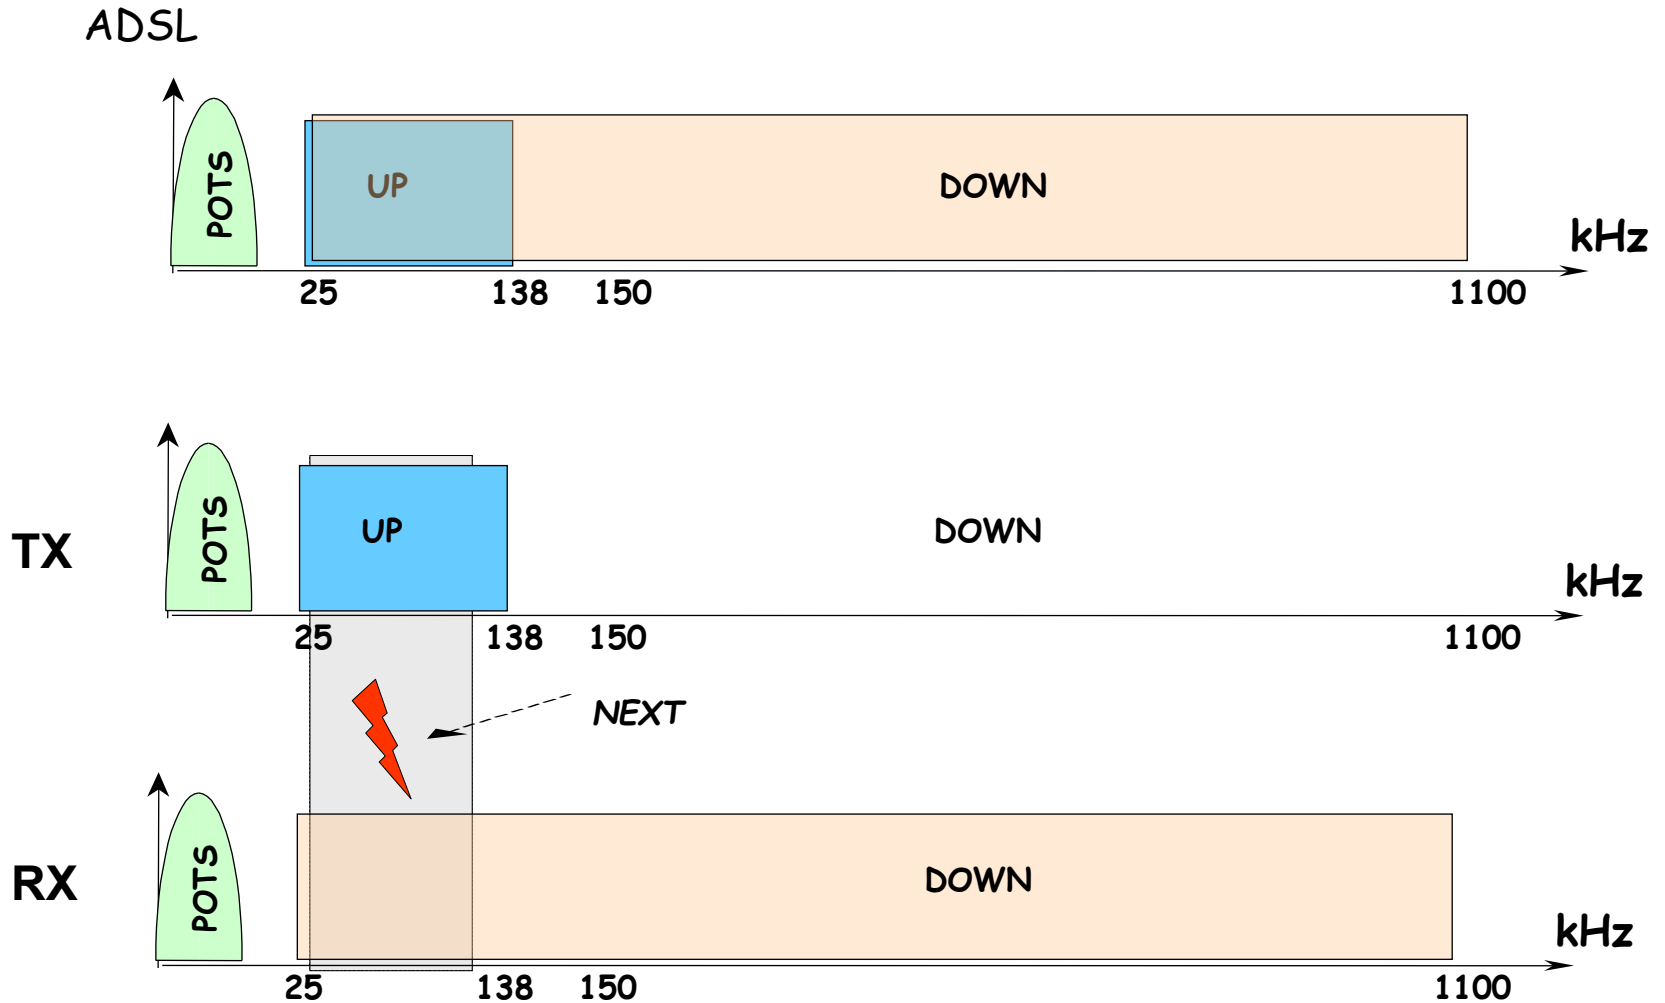 ADSL
POTS
UP
DOWN
kHz
25 138 150 1100
TX
POTS
UP
DOWN
kHz
25 138 150 1100
NEXT
RX
POTS
DOWN
kHz
25 138 150 1100